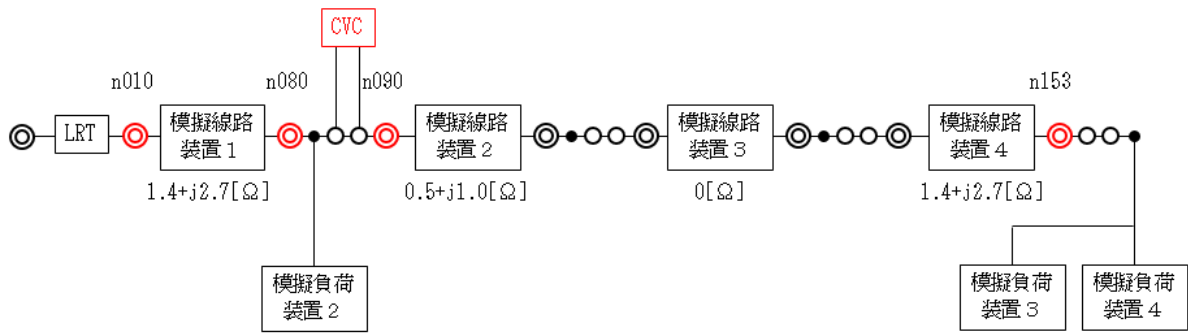 CVC
n010
n080
n090
n153
LRT
模擬線路
装置1
模擬線路
装置2
模擬線路
装置3
模擬線路
装置4
1.4+j2.7[Ω]
0.5+j1.0[Ω]
0[Ω]
1.4+j2.7[Ω]
模擬負荷
装置2
模擬負荷
装置3
模擬負荷
装置4